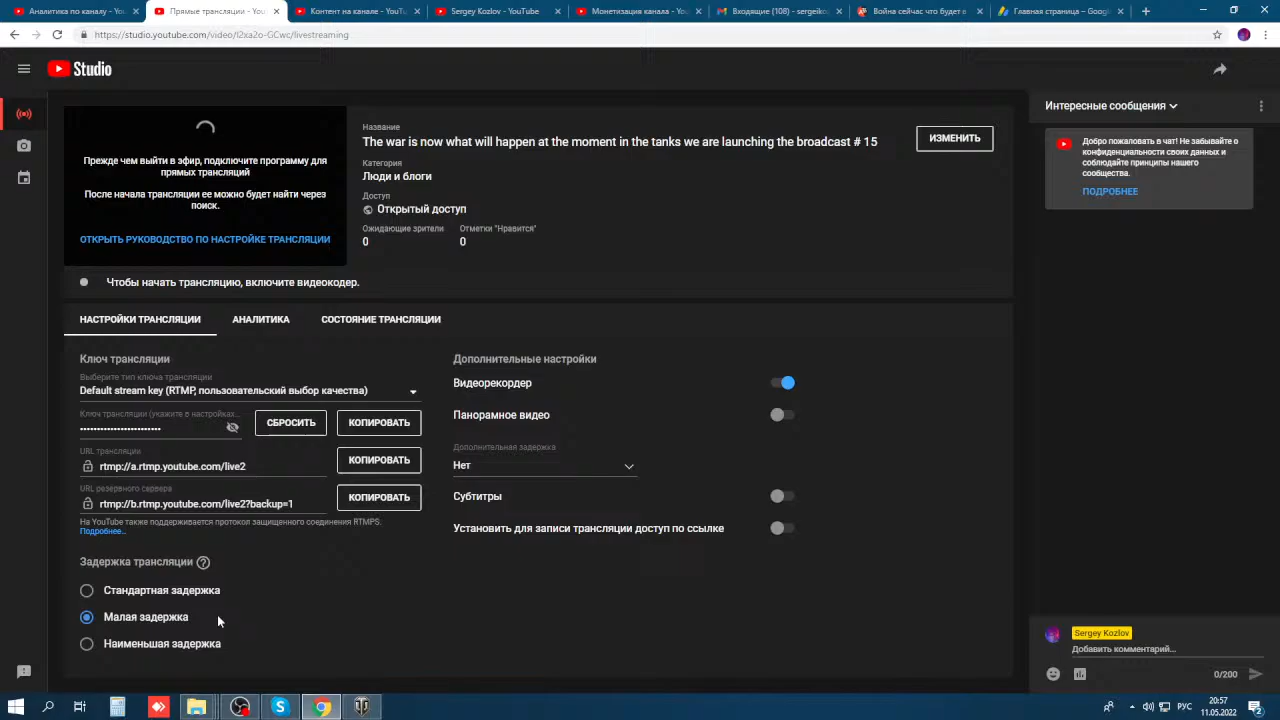 Аналитика по каналу - You
Прямые трансляции - You
Контент на канале - YouTu
Sergey Kozlov - YouTube
Монетизация канала - You
Входящие (108) - sergeiko
Война сейчас что будет в
Главная страница – Googl
https://studio.youtube.com/video/l2xa2o-GCwc/livestreaming
Studio
Прежде чем выйти в эфир, подключите программу для
прямых трансляций
После начала трансляции ее можно будет найти через
поиск.
ОТКРЫТЬ РУКОВОДСТВО ПО НАСТРОЙКЕ ТРАНСЛЯЦИИ
Название
The war is now what will happen at the moment in the tanks we are launching the broadcast # 15
ИЗМЕНИТЬ
Категория
Люди и блоги
Доступ
Открытый доступ
Ожидающие зрители
Отметки "Нравится"
0
0
Чтобы начать трансляцию, включите видеокодер.
НАСТРОЙКИ ТРАНСЛЯЦИИ
АНАЛИТИКА
СОСТОЯНИЕ ТРАНСЛЯЦИИ
Ключ трансляции
Выберите тип ключа трансляции
Default stream key (RTMP, пользовательский выбор качества)
Ключ трансляции (укажите в настройках...
СБРОСИТЬ
КОПИРОВАТЬ
URL трансляции
rtmp://a.rtmp.youtube.com/live2
КОПИРОВАТЬ
URL резервного сервера
rtmp://b.rtmp.youtube.com/live2?backup=1
КОПИРОВАТЬ
На YouTube также поддерживается протокол защищенного соединения RTMPS.
Подробнее...
Задержка трансляции
Стандартная задержка
Малая задержка
Наименьшая задержка
Дополнительные настройки
Видеорекордер
Панорамное видео
Дополнительная задержка
Нет
Субтитры
Установить для записи трансляции доступ по ссылке
Интересные сообщения
Добро пожаловать в чат! Не забывайте о
конфиденциальности своих данных и
соблюдайте принципы нашего
сообщества.
ПОДРОБНЕЕ
Sergey Kozlov
Добавить комментарий...
0/200
РУС
20:57
11.05.2022
2